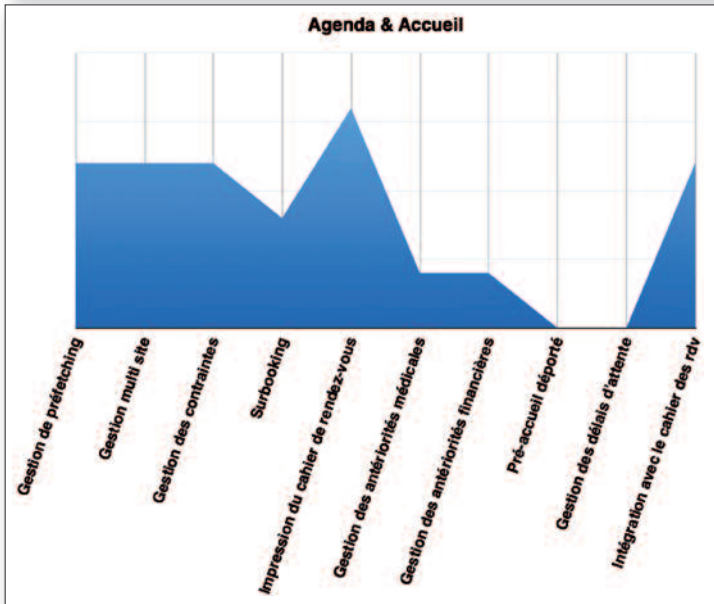 Agenda & Accueil
Gestion de préfetching
Gestion multi site
Gestion des contraintes
Surbooking
Impression du cahier de rendez-vous
Gestion des antériorités médicales
Gestion des antériorités financières
Pré-accueil déporté
Gestion des délais d'attente
Intégration avec le cahier des rdv